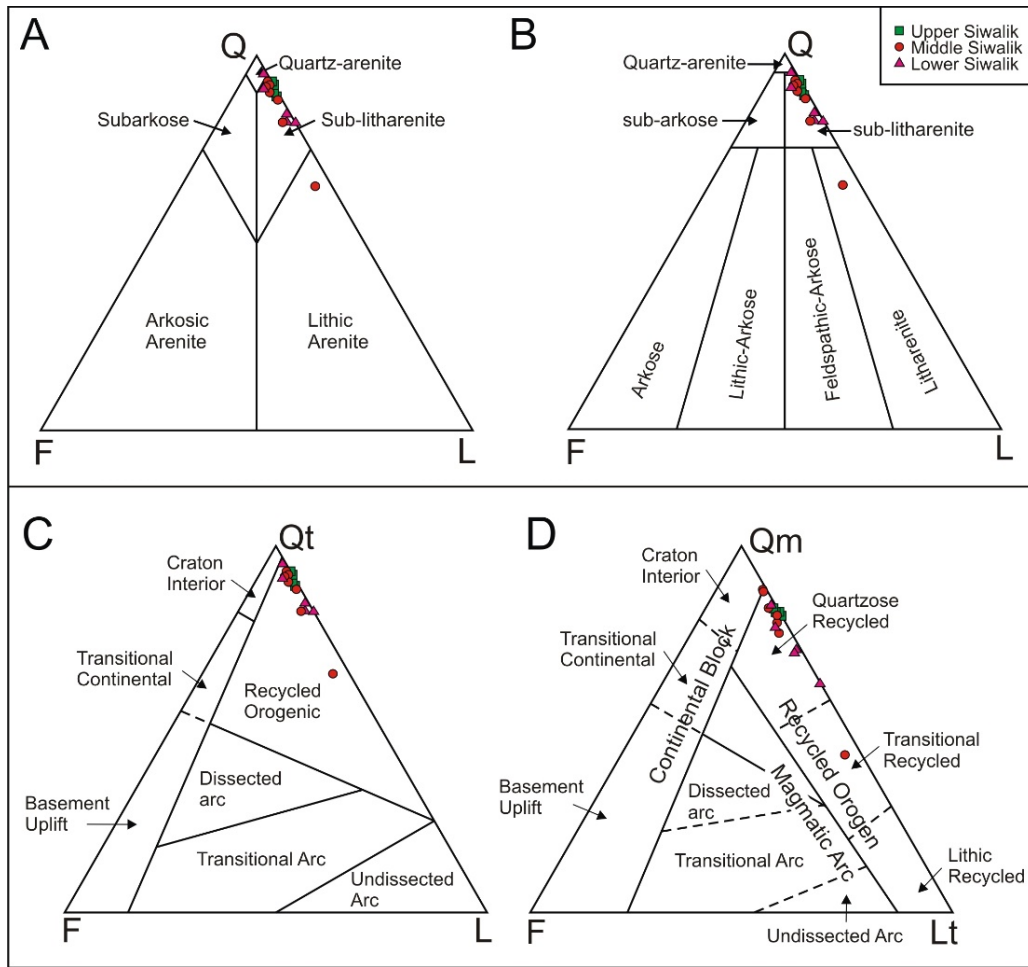 A
Q
Quartz-arenite
Subarkose
Sub-litharenite
Arkosic
Arenite
Lithic
Arenite
F
L
B
Q
Quartz-arenite
sub-arkose
sub-litharenite
Arkose
Lithic-Arkose
Feldspathic-Arkose
Litharenite
F
L
Upper Siwalik
Middle Siwalik
Lower Siwalik
C
Qt
Craton
Interior
Transitional
Continental
Recycled
Orogenic
Basement
Uplift
Dissected
arc
Transitional Arc
Undissected
Arc
F
L
D
Qm
Craton
Interior
Quartzose
Recycled
Transitional
Continental
Continental Block
Recycled Orogen
Transitional
Recycled
Magmatic Arc
Basement
Uplift
Dissected
arc
Transitional Arc
Lithic
Recycled
F
Lt
Undissected Arc